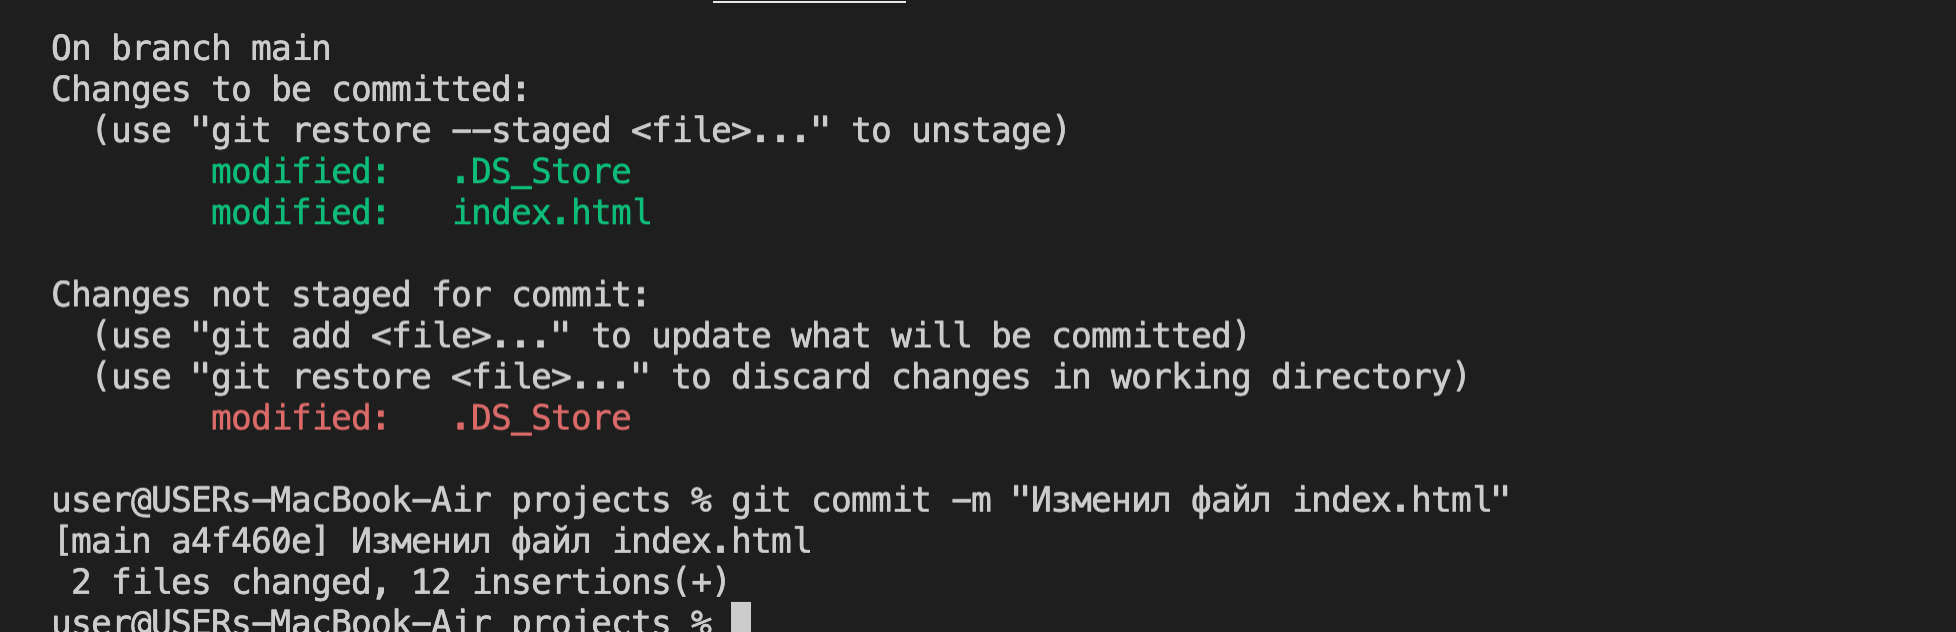 On branch main
Changes to be committed:
  (use "git restore --staged <file>..." to unstage)
        modified:   .DS_Store
        modified:   index.html

Changes not staged for commit:
  (use "git add <file>..." to update what will be committed)
  (use "git restore <file>..." to discard changes in working directory)
        modified:   .DS_Store

user@USERs-MacBook-Air projects % git commit -m "Изменил файл index.html"
[main a4f460e] Изменил файл index.html
 2 files changed, 12 insertions(+)
user@USERs-MacBook-Air projects %